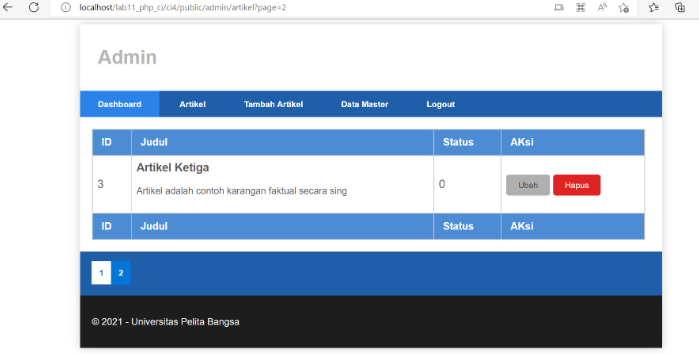 localhost/lab11_php_ci/ci4/public/admin/artikel?page=2
Admin
Dashboard Artikel Tambah Artikel Data Master Logout
ID Judul Status AKsi
Artikel Ketiga
3 Artikel adalah contoh karangan faktual secara sing 0 Ubah Hapus
ID Judul Status AKsi
1 2
© 2021 - Universitas Pelita Bangsa